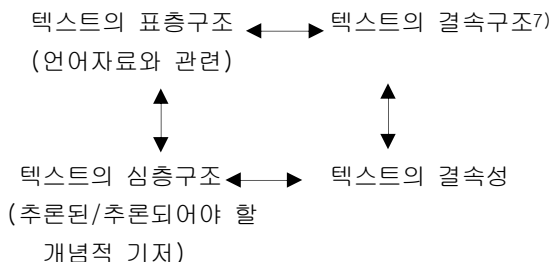 텍스트의 표층구조 텍스트의 결속구조7)
(언어자료와 관련)
텍스트의 심층구조 텍스트의 결속성
(추론된/추론되어야 할
개념적 기저)